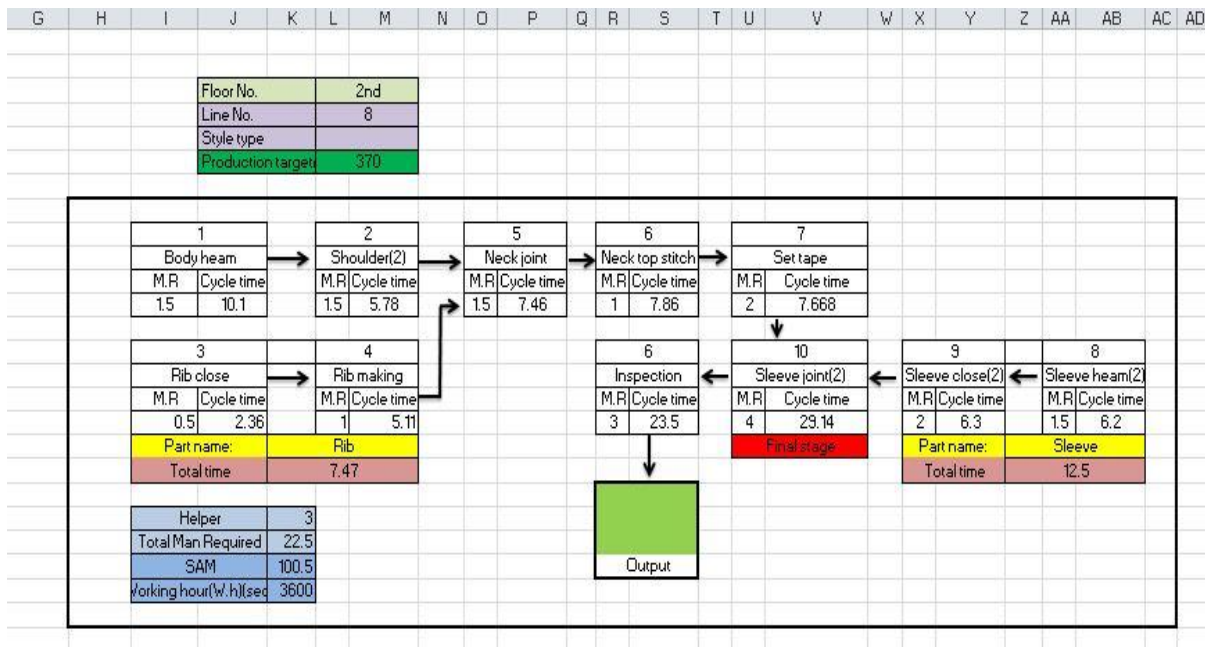 G H I J K L M N O P Q R S T U V W X Y Z AA AB AC AD
Floor No. 2nd
Line No. 8
Style type
Production target( 370
1 2 5 6 7
Body heam Shoulder(2) Neck joint Neck top stitch Set tape
M.R Cycle time M.R Cycle time M.R Cycle time M.R Cycle time M.R Cycle time
1.5 10.1 1.5 5.78 1.5 7.46 1 7.86 2 7.668
3 4 6 10 9 8
Rib close Rib making Inspection Sleeve joint(2) Sleeve close(2) Sleeve heam(2)
M.R Cycle time M.R Cycle time M.R Cycle time M.R Cycle time M.R Cycle time M.R Cycle time
0.5 2.36 1 5.11 3 23.5 4 29.14 2 6.3 1.5 6.2
Part name: Rib Final stage Part name: Sleeve
Total time 7.47 Total time 12.5
Helper 3
Total Man Required 22.5
SAM 100.5
Working hour(W.h)(sec 3600
Output